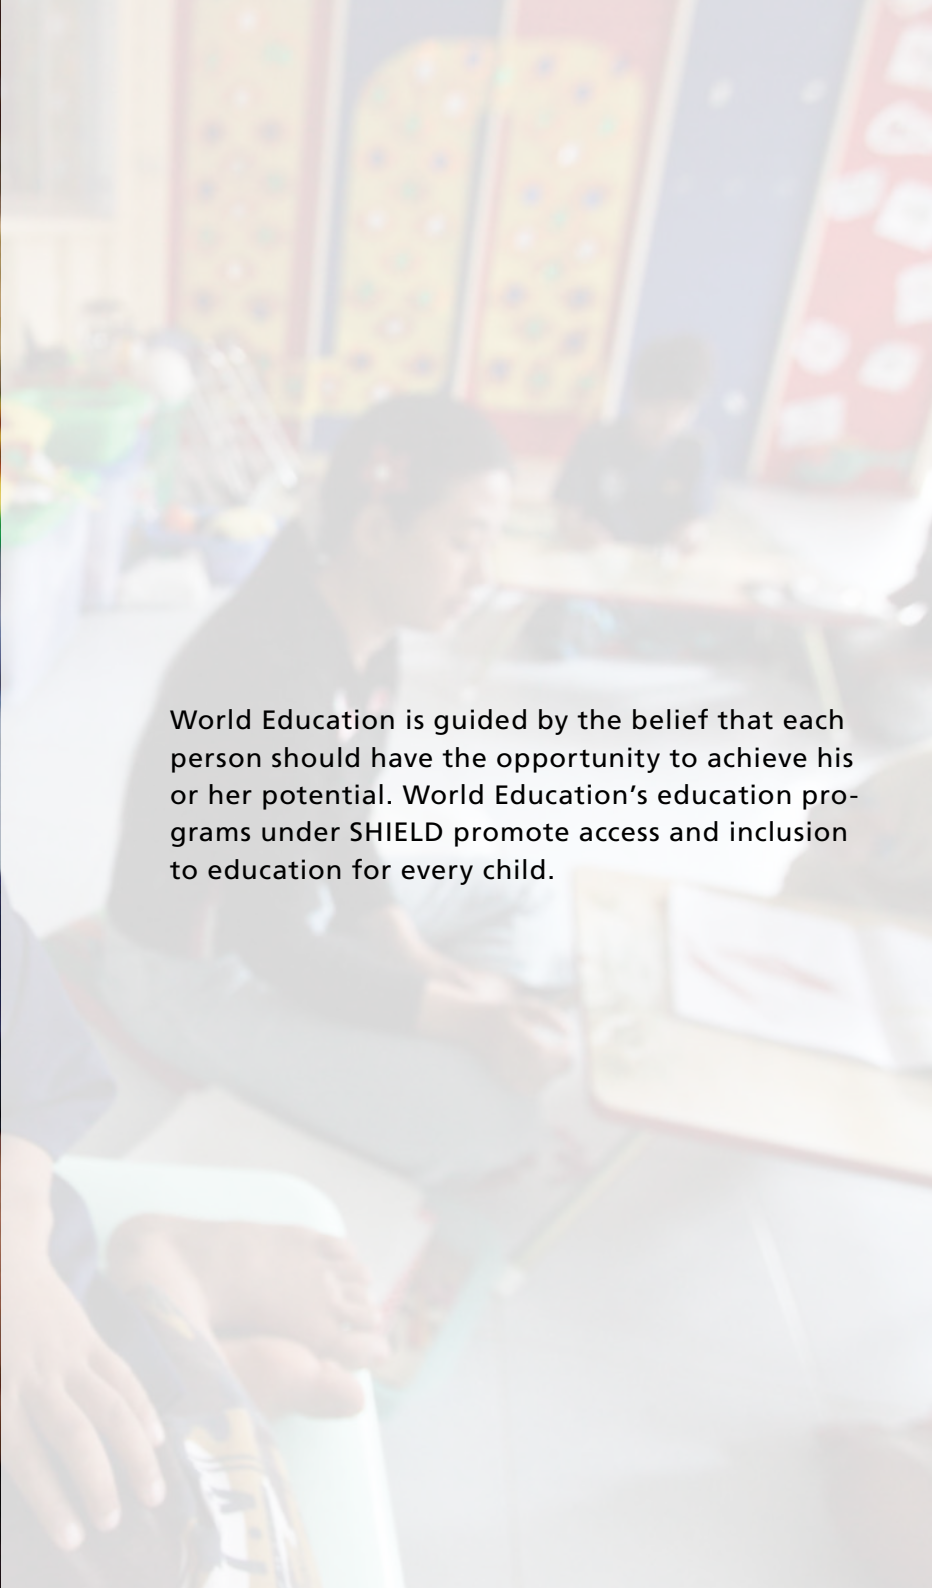 World Education is guided by the belief that each
person should have the opportunity to achieve his
or her potential. World Education’s education pro-
grams under SHIELD promote access and inclusion
to education for every child.